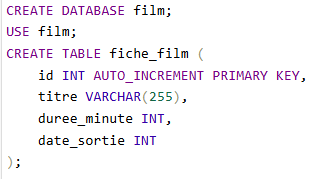 CREATE DATABASE film;
USE film;
CREATE TABLE fiche_film (
    id INT AUTO_INCREMENT PRIMARY KEY,
    titre VARCHAR(255),
    duree_minute INT,
    date_sortie INT
);